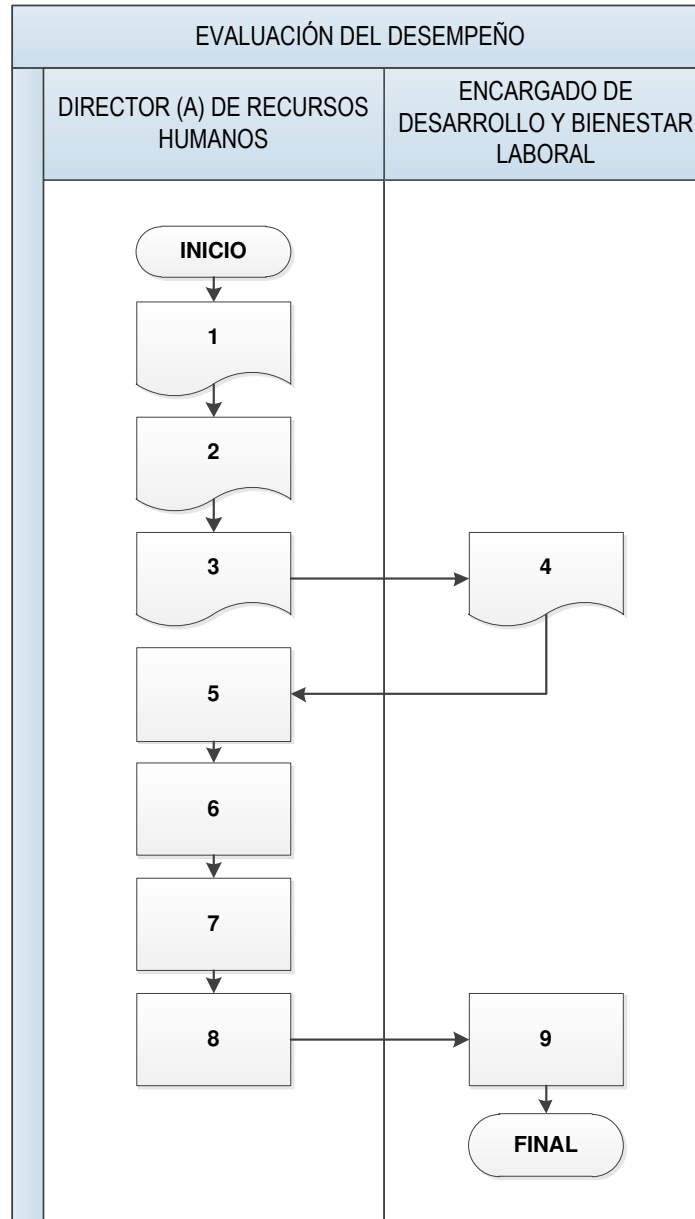 EVALUACIÓN DEL DESEMPEÑO
DIRECTOR (A) DE RECURSOS
HUMANOS
ENCARGADO DE
DESARROLLO Y BIENESTAR
LABORAL
INICIO
1
2
3
4
5
6
7
8
9
FINAL